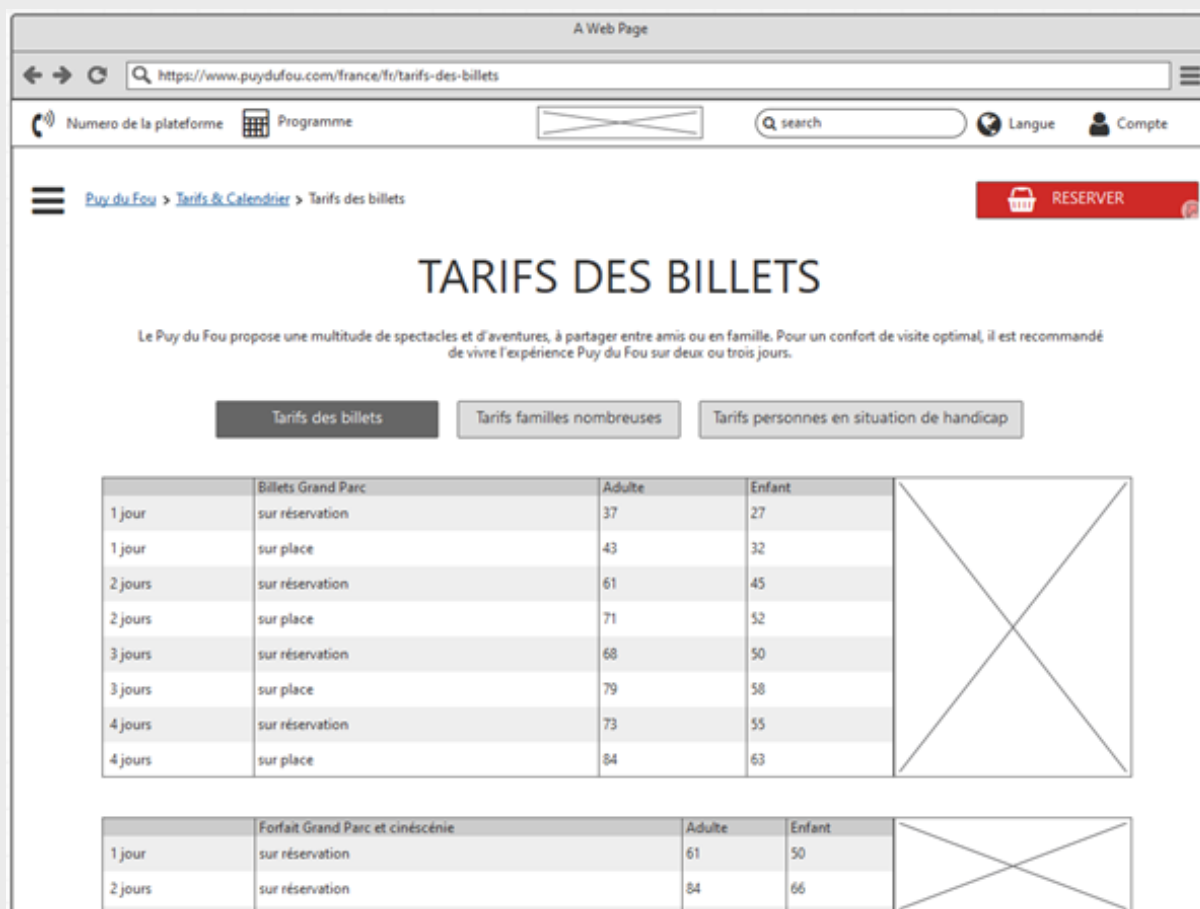 A Web Page
https://www.puydufou.com/france/fr/tarifs-des-billets
Numero de la plateforme Programme search Langue Compte
Puy du Fou > Tarifs & Calendrier > Tarifs des billets RESERVER
TARIFS DES BILLETS
Le Puy du Fou propose une multitude de spectacles et d'aventures, à partager entre amis ou en famille. Pour un confort de visite optimal, il est recommandé
de vivre l'expérience Puy du Fou sur deux ou trois jours.
Tarifs des billets Tarifs familles nombreuses Tarifs personnes en situation de handicap
Billets Grand Parc Adulte Enfant
1 jour sur réservation 37 27
1 jour sur place 43 32
2 jours sur réservation 61 45
2 jours sur place 71 52
3 jours sur réservation 68 50
3 jours sur place 79 58
4 jours sur réservation 73 55
4 jours sur place 84 63
Forfait Grand Parc et cinéscénie Adulte Enfant
1 jour sur réservation 61 50
2 jours sur réservation 84 66